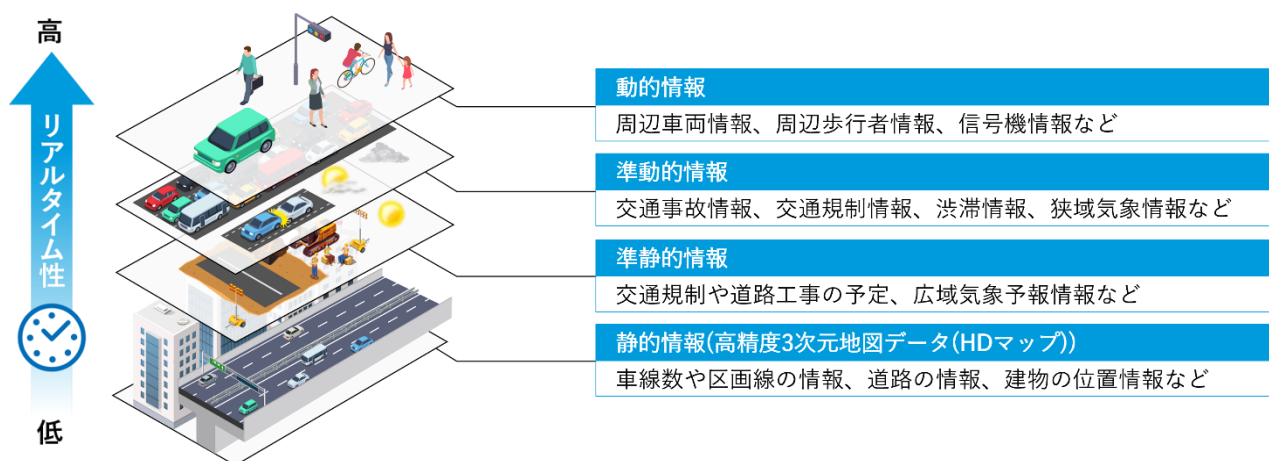 高
リアルタイム性
低
動的情報
周辺車両情報、周辺歩行者情報、信号機情報など
準動的情報
交通事故情報、交通規制情報、渋滞情報、狭域気象情報など
準静的情報
交通規制や道路工事の予定、広域気象予報情報など
静的情報(高精度3次元地図データ(HDマップ))
車線数や区画線の情報、道路の情報、建物の位置情報など